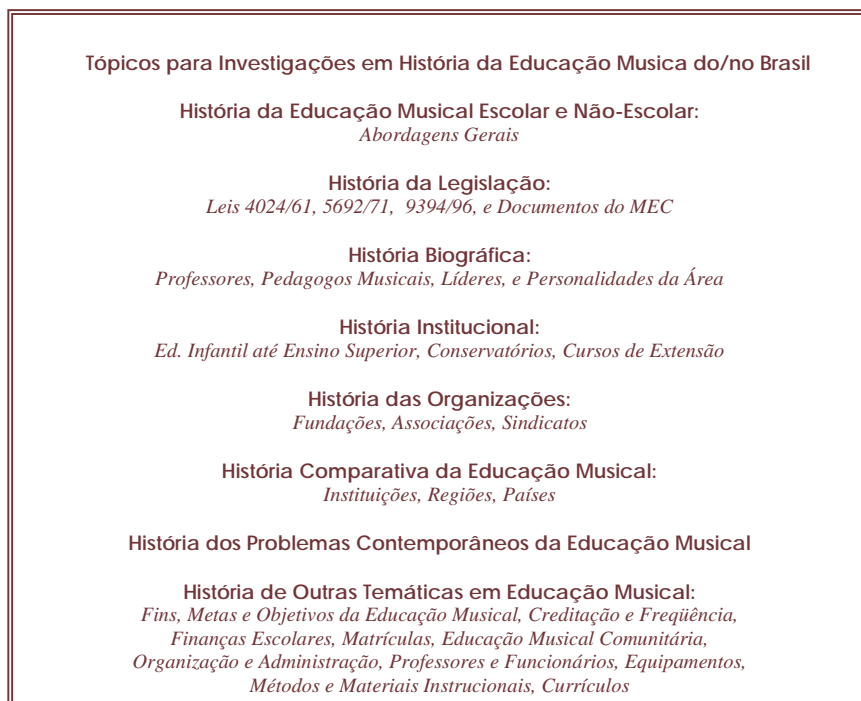 Tópicos para Investigações em História da Educação Musica do/no Brasil
História da Educação Musical Escolar e Não-Escolar:
Abordagens Gerais
História da Legislação:
Leis 4024/61, 5692/71, 9394/96, e Documentos do MEC
História Biográfica:
Professores, Pedagogos Musicais, Líderes, e Personalidades da Área
História Institucional:
Ed. Infantil até Ensino Superior, Conservatórios, Cursos de Extensão
História das Organizações:
Fundações, Associações, Sindicatos
História Comparativa da Educação Musical:
Instituições, Regiões, Países
História dos Problemas Contemporâneos da Educação Musical
História de Outras Temáticas em Educação Musical:
Fins, Metas e Objetivos da Educação Musical, Creditação e Freqüência,
Finanças Escolares, Matrículas, Educação Musical Comunitária,
Organização e Administração, Professores e Funcionários, Equipamentos,
Métodos e Materiais Instrucionais, Currículos